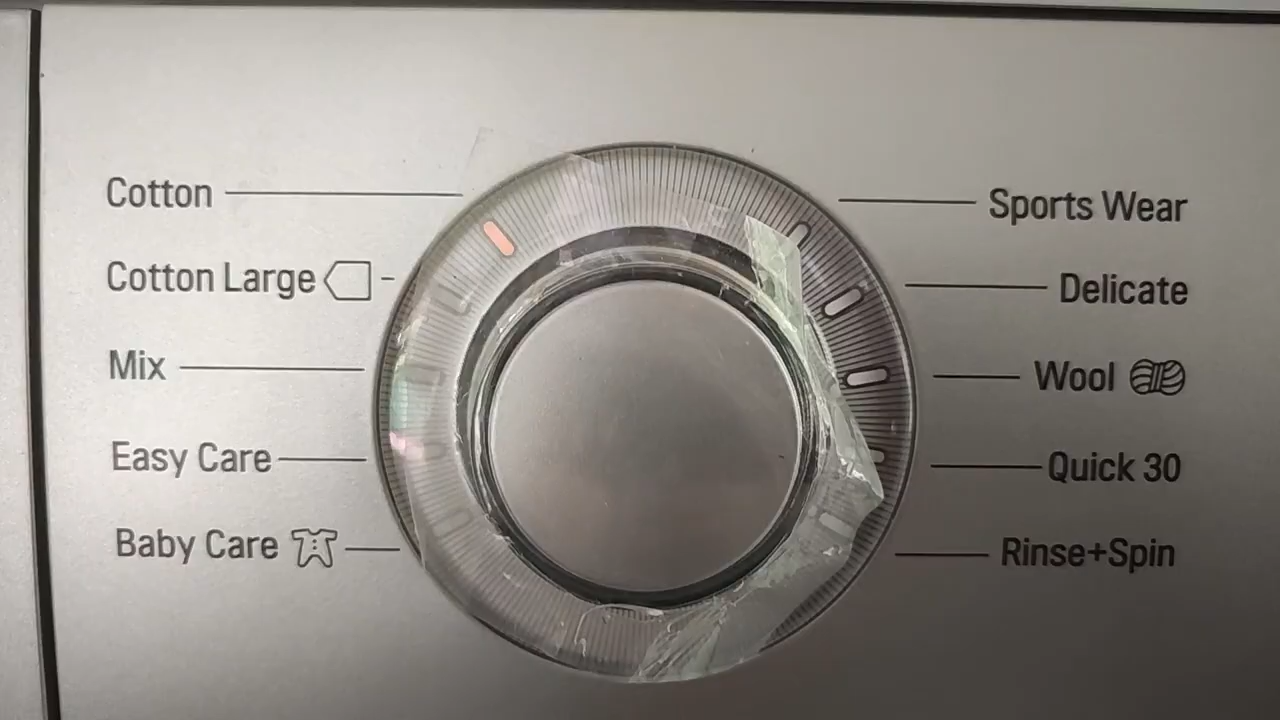 Cotton
Cotton Large
Mix
Easy Care
Baby Care
Sports Wear
Delicate
Wool
Quick 30
Rinse+Spin